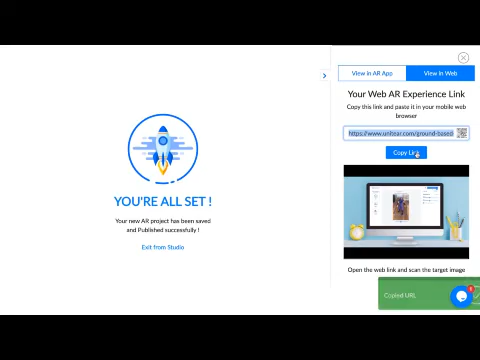 View in AR App
View in Web
Your Web AR Experience Link
Copy this link and paste it in your mobile web
browser
https://www.unitear.com/ground-based
Copy Link
YOU'RE ALL SET !
Your new AR project has been saved
and Published successfully !
Exit from Studio
Open the web link and scan the target image
Copied URL
1